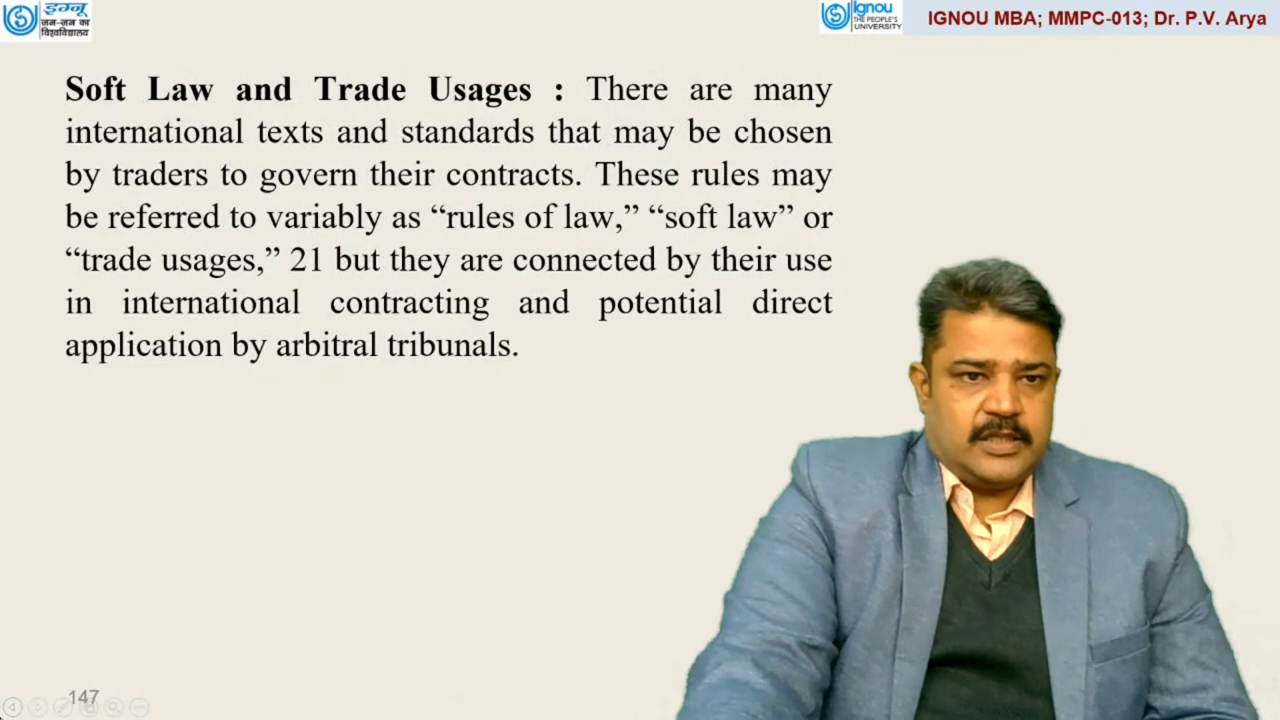 इग्नू
जन-जन का
विश्वविद्यालय
ignou
THE PEOPLE'S
UNIVERSITY
IGNOU MBA; MMPC-013; Dr. P.V. Arya
Soft Law and Trade Usages : There are many
international texts and standards that may be chosen
by traders to govern their contracts. These rules may
be referred to variably as “rules of law,” “soft law” or
“trade usages,” 21 but they are connected by their use
in international contracting and potential direct
application by arbitral tribunals.
147